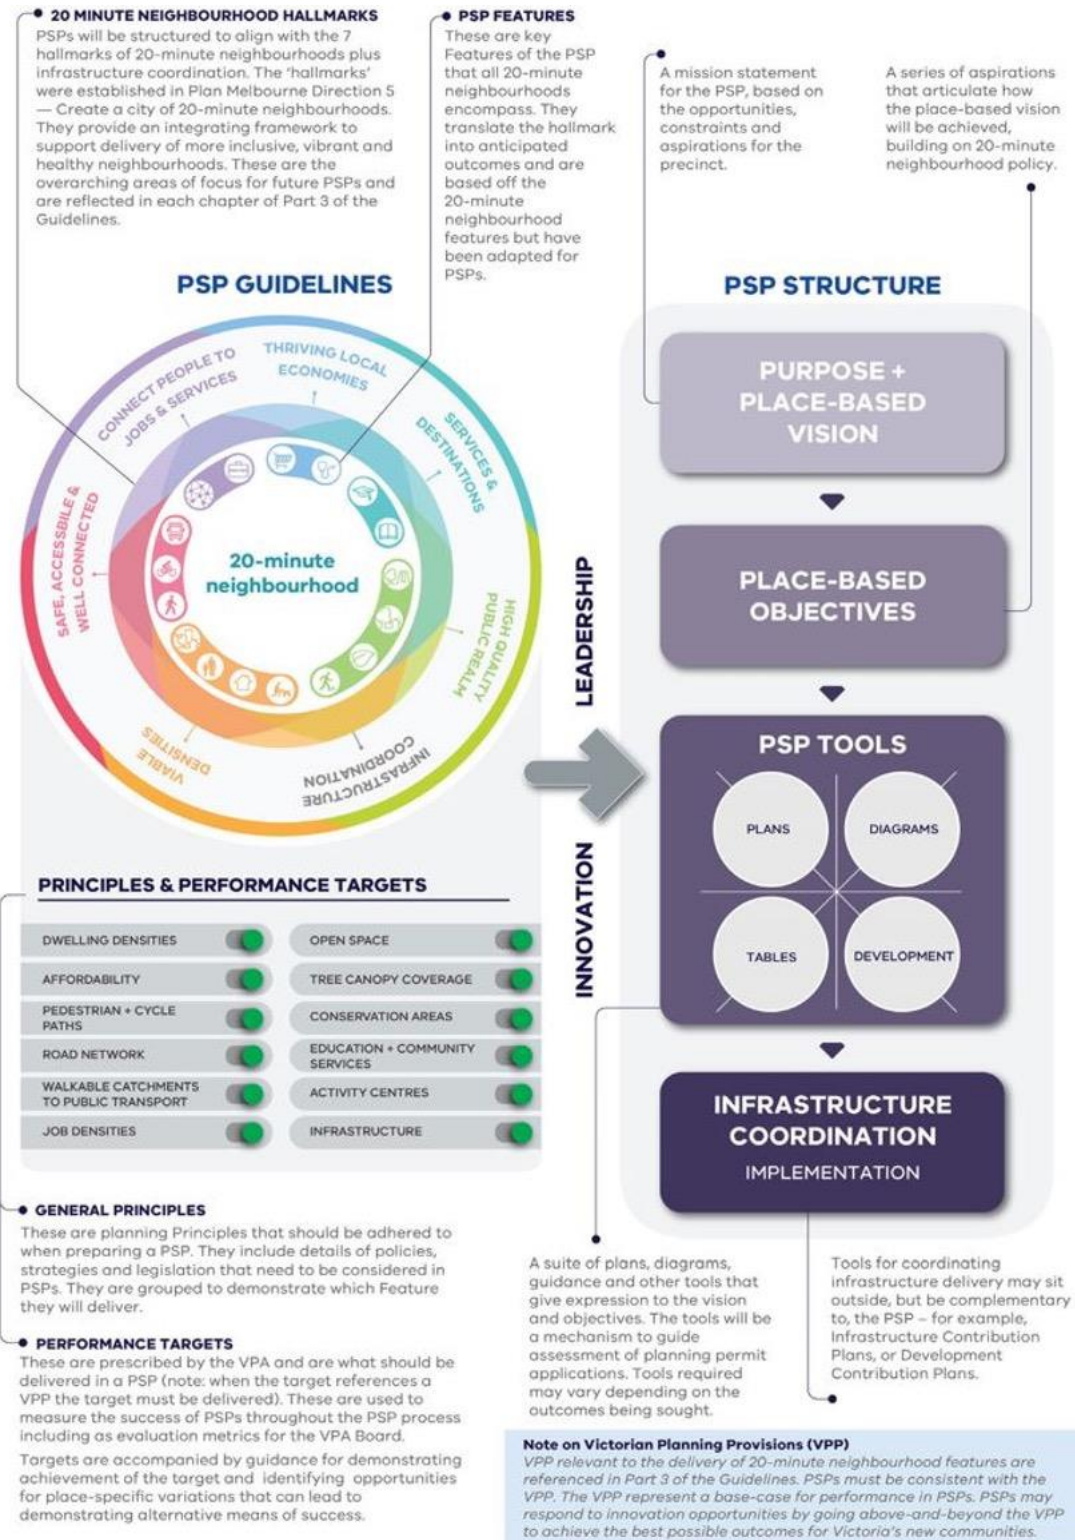 20 MINUTE NEIGHBOURHOOD HALLMARKS
PSPs will be structured to align with the 7
hallmarks of 20-minute neighbourhoods plus
infrastructure coordination. The 'hallmarks'
were established in Plan Melbourne Direction 5
— Create a city of 20-minute neighbourhoods.
They provide an integrating framework to
support delivery of more inclusive, vibrant and
healthy neighbourhoods. These are the
overarching areas of focus for future PSPs and
are reflected in each chapter of Part 3 of the
Guidelines.
PSP FEATURES
These are key
Features of the PSP
that all 20-minute
neighbourhoods
encompass. They
translate the hallmark
into anticipated
outcomes and are
based off the
20-minute
neighbourhood
features but have
been adapted for
PSPs.
A mission statement
for the PSP, based on
the opportunities,
constraints and
aspirations for the
precinct.
A series of aspirations
that articulate how
the place-based vision
will be achieved,
building on 20-minute
neighbourhood policy.
PSP GUIDELINES
CONNECT PEOPLE TO
JOBS & SERVICES
THRIVING LOCAL
ECONOMIES
SERVICES &
DESTINATIONS
HIGH QUALITY
PUBLIC REALM
INFRASTRUCTURE
COORDINATION
VIABLE
DENSITIES
SAFE, ACCESSBILE &
WELL CONNECTED
20-minute
neighbourhood
LEADERSHIP
INNOVATION
PSP STRUCTURE
PURPOSE +
PLACE-BASED
VISION
PLACE-BASED
OBJECTIVES
PSP TOOLS
PLANS
DIAGRAMS
TABLES
DEVELOPMENT
INFRASTRUCTURE
COORDINATION
IMPLEMENTATION
PRINCIPLES & PERFORMANCE TARGETS
DWELLING DENSITIES
AFFORDABILITY
PEDESTRIAN + CYCLE
PATHS
ROAD NETWORK
WALKABLE CATCHMENTS
TO PUBLIC TRANSPORT
JOB DENSITIES
OPEN SPACE
TREE CANOPY COVERAGE
CONSERVATION AREAS
EDUCATION + COMMUNITY
SERVICES
ACTIVITY CENTRES
INFRASTRUCTURE
GENERAL PRINCIPLES
These are planning Principles that should be adhered to
when preparing a PSP. They include details of policies,
strategies and legislation that need to be considered in
PSPs. They are grouped to demonstrate which Feature
they will deliver.
PERFORMANCE TARGETS
These are prescribed by the VPA and are what should be
delivered in a PSP (note: when the target references a
VPP the target must be delivered). These are used to
measure the success of PSPs throughout the PSP process
including as evaluation metrics for the VPA Board.
Targets are accompanied by guidance for demonstrating
achievement of the target and identifying opportunities
for place-specific variations that can lead to
demonstrating alternative means of success.
A suite of plans, diagrams,
guidance and other tools that
give expression to the vision
and objectives. The tools will be
a mechanism to guide
assessment of planning permit
applications. Tools required
may vary depending on the
outcomes being sought.
Tools for coordinating
infrastructure delivery may sit
outside, but be complementary
to, the PSP – for example,
Infrastructure Contribution
Plans, or Development
Contribution Plans.
Note on Victorian Planning Provisions (VPP)
VPP relevant to the delivery of 20-minute neighbourhood features are
referenced in Part 3 of the Guidelines. PSPs must be consistent with the
VPP. The VPP represent a base-case for performance in PSPs. PSPs may
respond to innovation opportunities by going above-and-beyond the VPP
to achieve the best possible outcomes for Victoria's new communities.